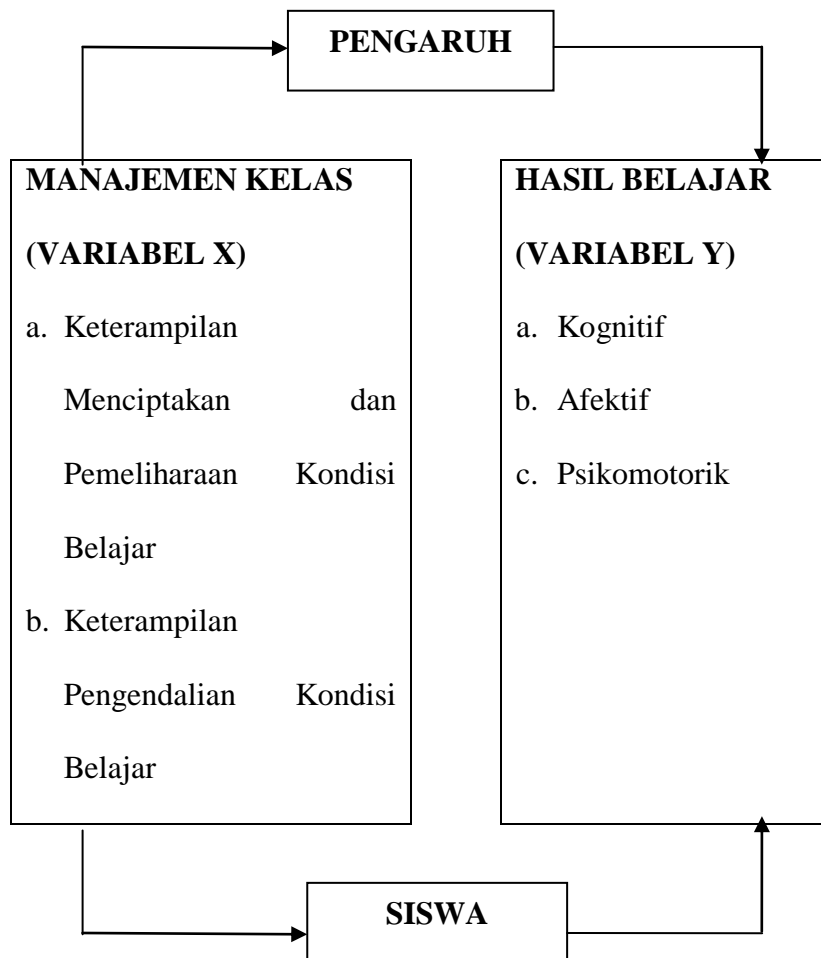 PENGARUH
MANAJEMEN KELAS
(VARIABEL X)
a. Keterampilan
Menciptakan dan
Pemeliharaan Kondisi
Belajar
b. Keterampilan
Pengendalian Kondisi
Belajar
HASIL BELAJAR
(VARIABEL Y)
a. Kognitif
b. Afektif
c. Psikomotorik
SISWA